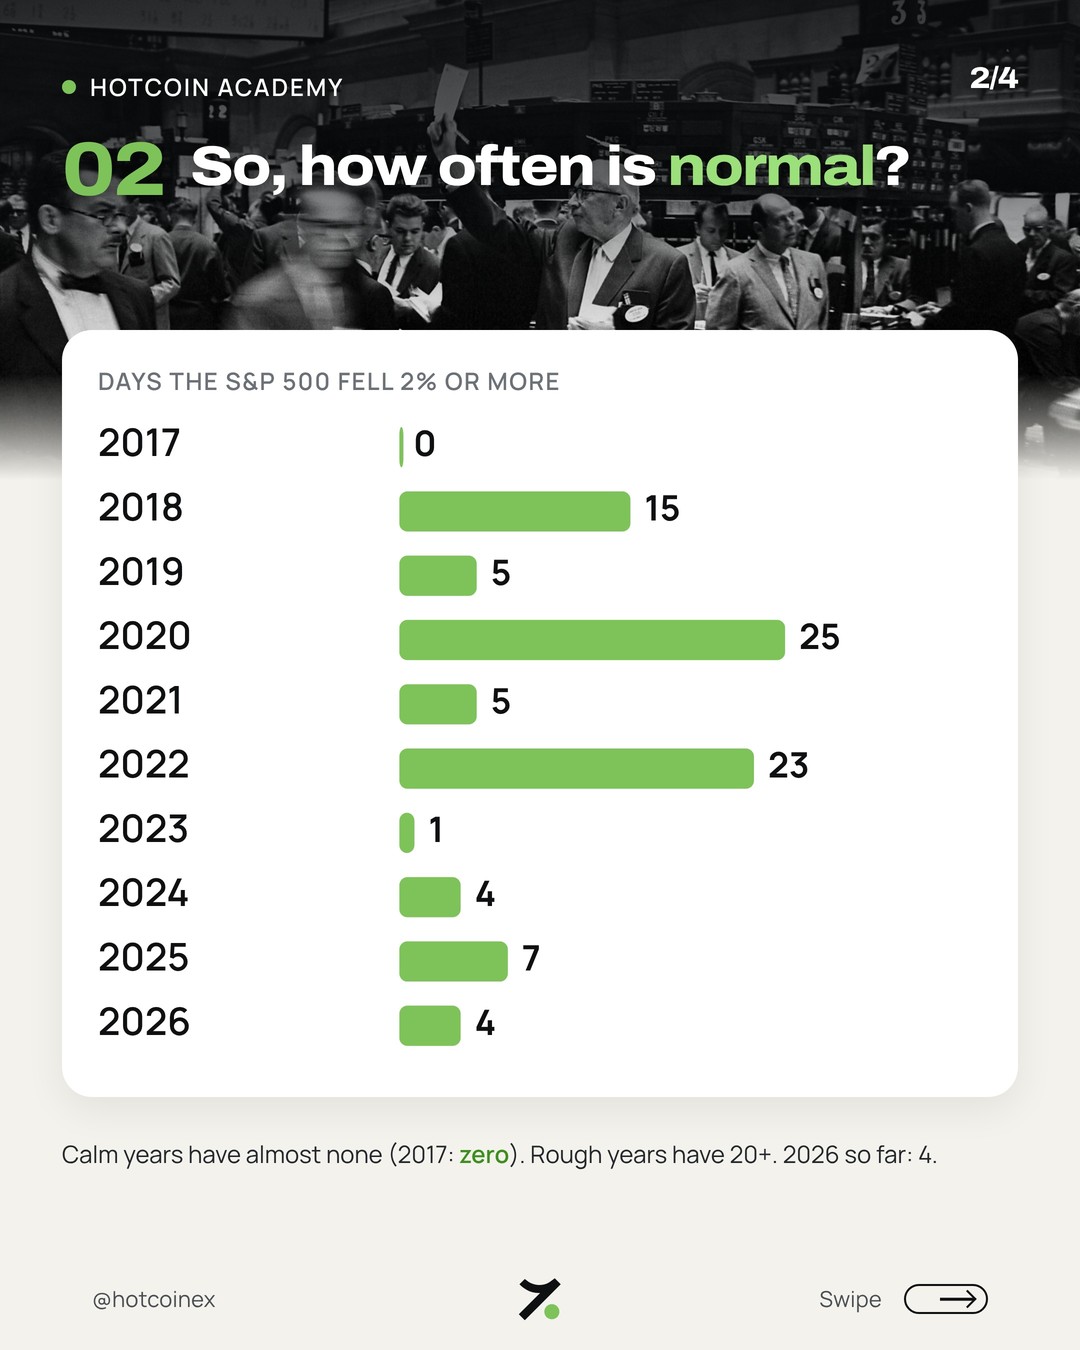 HOTCOIN ACADEMY
2/4
02 So, how often is normal?
DAYS THE S&P 500 FELL 2% OR MORE
2017 0
2018 15
2019 5
2020 25
2021 5
2022 23
2023 1
2024 4
2025 7
2026 4
Calm years have almost none (2017: zero). Rough years have 20+. 2026 so far: 4.
@hotcoinex
Swipe